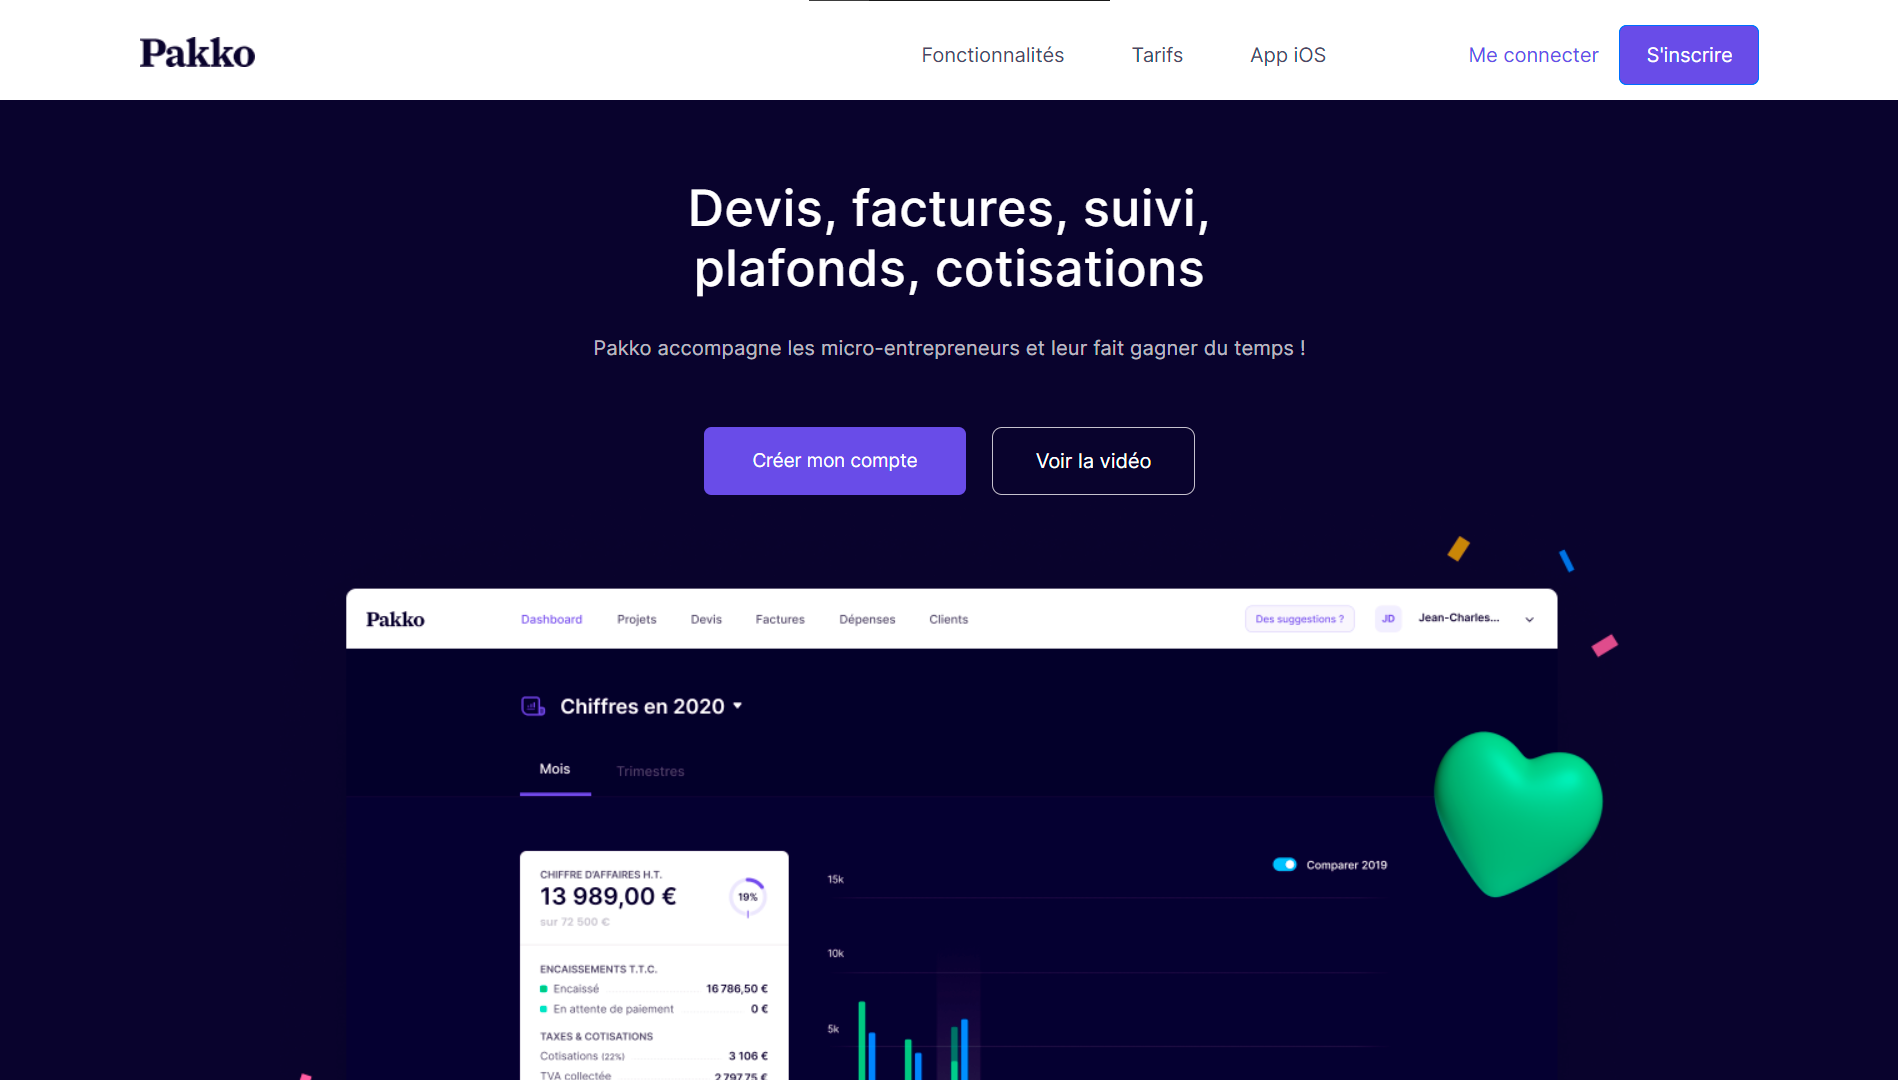 Pakko
Fonctionnalités
Tarifs
App iOS
Me connecter
S'inscrire
Devis, factures, suivi,
plafonds, cotisations
Pakko accompagne les micro-entrepreneurs et leur fait gagner du temps !
Créer mon compte
Voir la vidéo
Pakko
Dashboard
Projets
Devis
Factures
Dépenses
Clients
Des suggestions ?
JD
Jean-Charles...
Chiffres en 2020
Mois
Trimestres
CHIFFRE D'AFFAIRES H.T.
13 989,00 €
sur 72 500 €
19%
ENCAISSEMENTS T.T.C.
Encaissé 16 786,50 €
En attente de paiement 0 €
TAXES & COTISATIONS
Cotisations (22%) 3 106 €
TVA collectée 2 797,75 €
Comparer 2019
15k
10k
5k